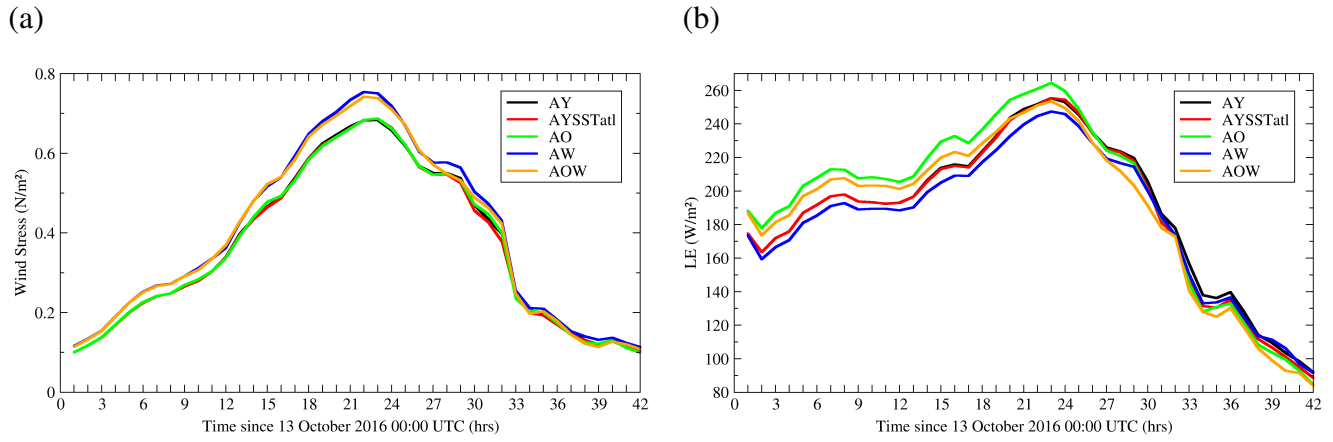 (a)
(b)
Wind Stress (N/m²)
0.8
0.6
0.4
0.2
0
AY
AYSSTatl
AO
AW
AOW
0 3 6 9 12 15 18 21 24 27 30 33 36 39 42
Time since 13 October 2016 00:00 UTC (hrs)
LE (W/m²)
260
240
220
200
180
160
140
120
100
80
AY
AYSSTatl
AO
AW
AOW
0 3 6 9 12 15 18 21 24 27 30 33 36 39 42
Time since 13 October 2016 00:00 UTC (hrs)